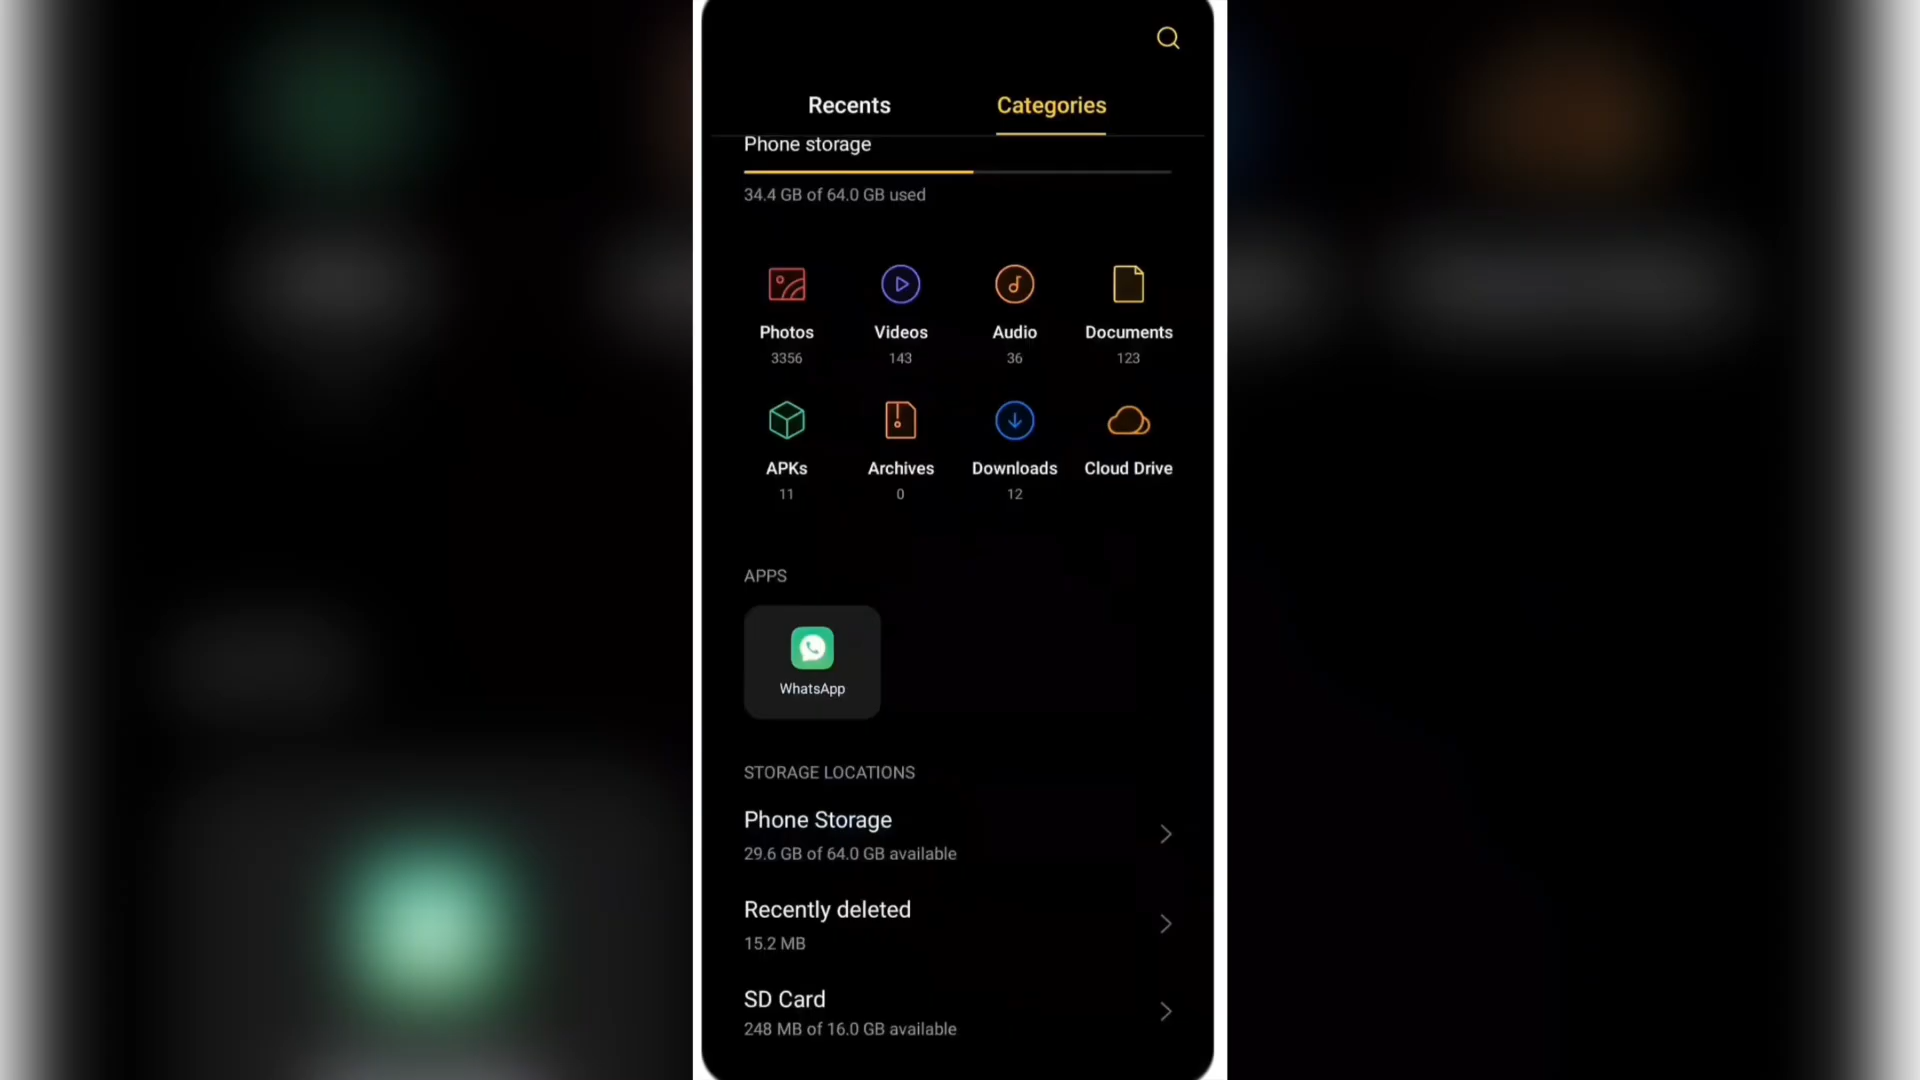 Recents Categories
Phone storage
34.4 GB of 64.0 GB used
Photos Videos Audio Documents
3356 143 36 123
APKs Archives Downloads Cloud Drive
11 0 12
APPS
WhatsApp
STORAGE LOCATIONS
Phone Storage
29.6 GB of 64.0 GB available
Recently deleted
15.2 MB
SD Card
248 MB of 16.0 GB available